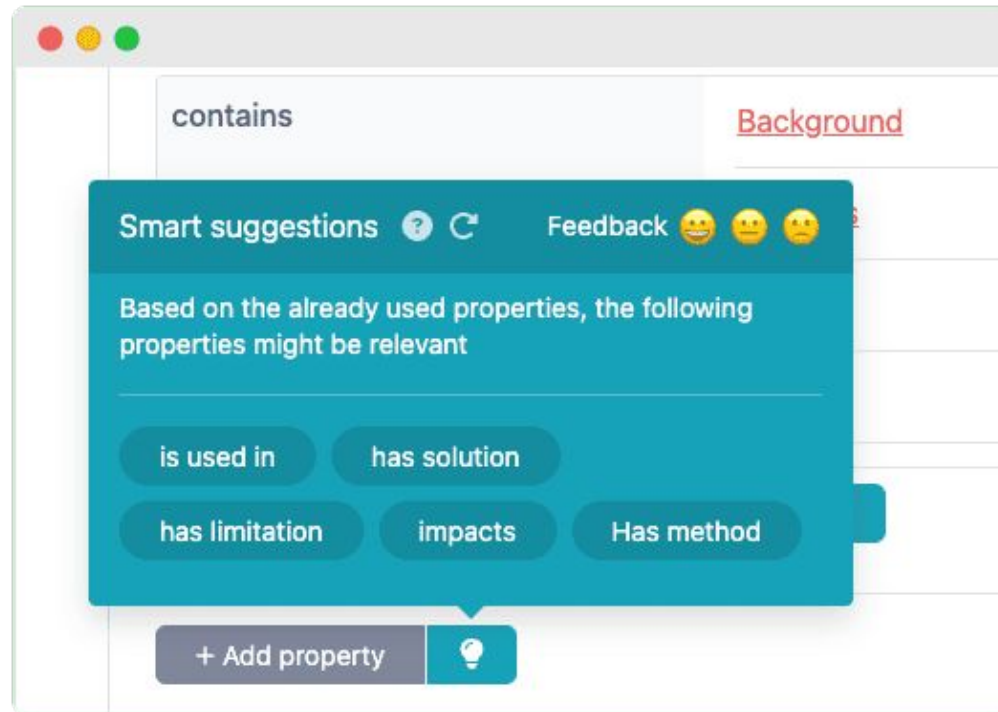 contains
Background
Smart suggestions ? Feedback
Based on the already used properties, the following
properties might be relevant
is used in
has solution
has limitation
impacts
Has method
+ Add property